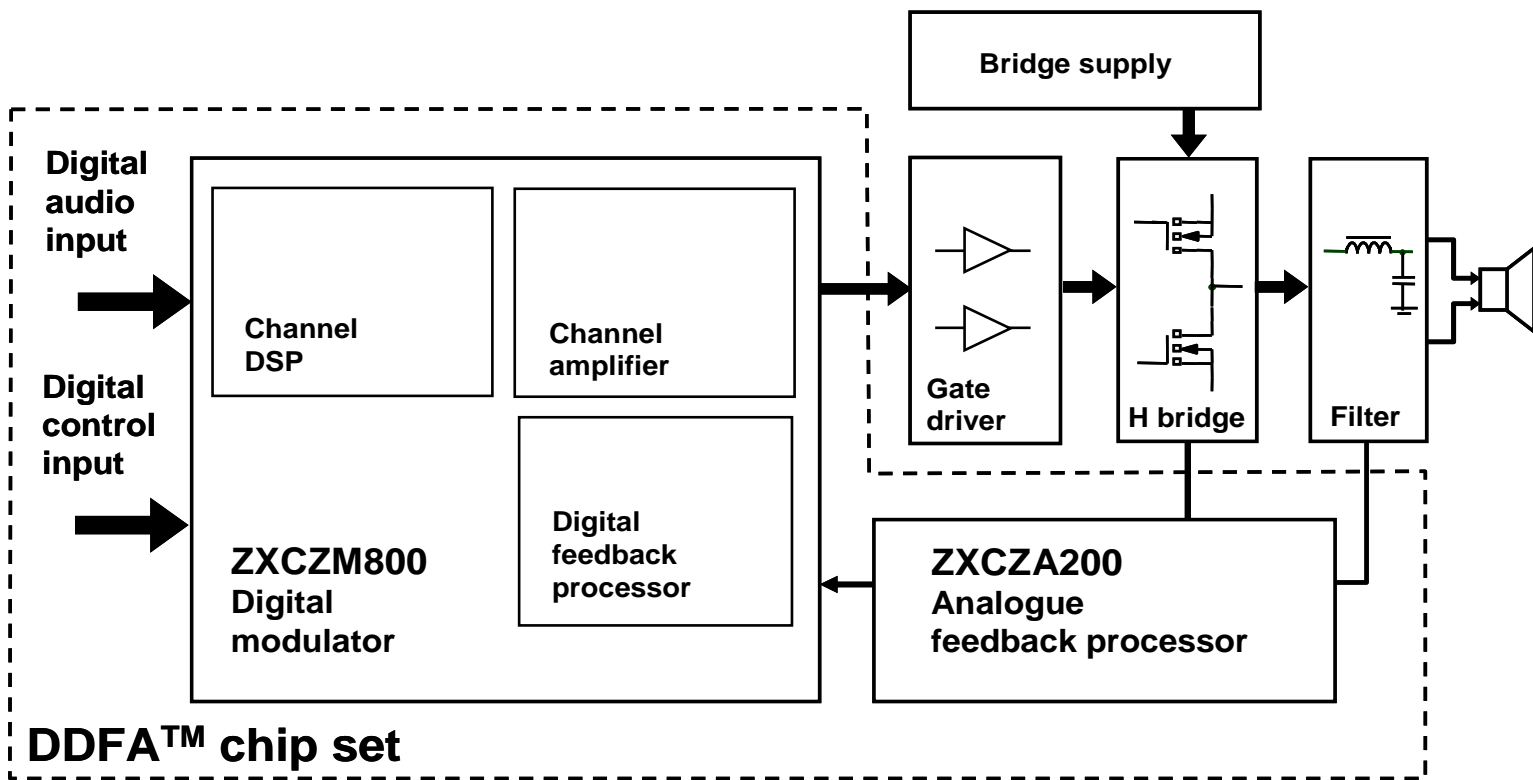 Bridge supply
Digital
audio
input
Channel
DSP
Channel
amplifier
Gate
driver
H bridge
Filter
Digital
control
input
Digital
feedback
processor
ZXCZM800
Digital
modulator
ZXCZA200
Analogue
feedback processor
DDFA™ chip set